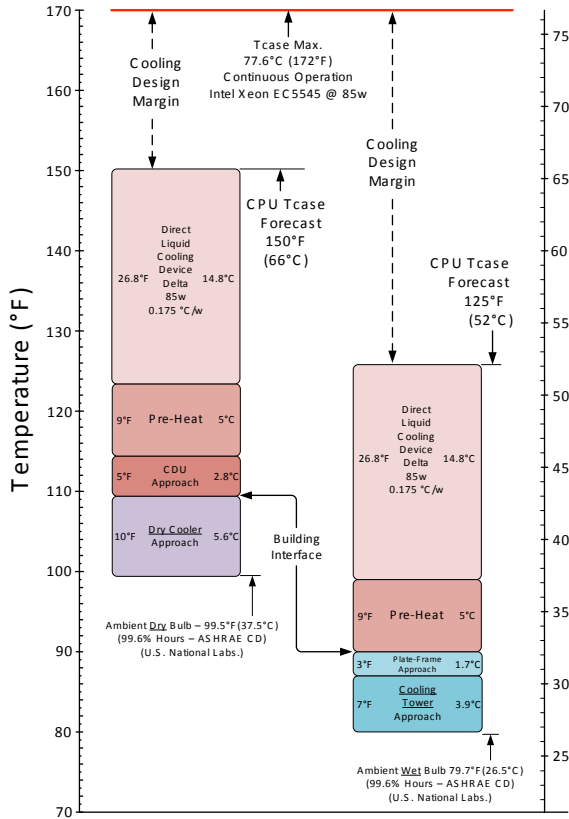 170
160
150
140
130
120
110
100
90
80
70
Temperature (°F)
Cooling
Design
Margin
Tcase Max.
77.6°C (172°F)
Continuous Operation
Intel Xeon EC5545 @ 85w
Cooling
Design
Margin
CPU Tcase
Forecast
150°F
(66°C)
CPU Tcase
Forecast
125°F
(52°C)
Direct
Liquid
Cooling
Device
Delta
85w
0.175 °C/w
26.8°F
14.8°C
9°F Pre-Heat 5°C
5°F CDU Approach 2.8°C
10°F Dry Cooler Approach 5.6°C
Building
Interface
Ambient Dry Bulb – 99.5°F(37.5°C)
(99.6% Hours – ASHRAE CD)
(U.S. National Labs.)
Direct
Liquid
Cooling
Device
Delta
85w
0.175 °C/w
26.8°F
14.8°C
9°F Pre-Heat 5°C
3°F Plate-Frame Approach 1.7°C
7°F Cooling Tower Approach 3.9°C
Ambient Wet Bulb 79.7°F(26.5°C)
(99.6% Hours – ASHRAE CD)
(U.S. National Labs.)
75
70
65
60
55
50
45
40
35
30
25